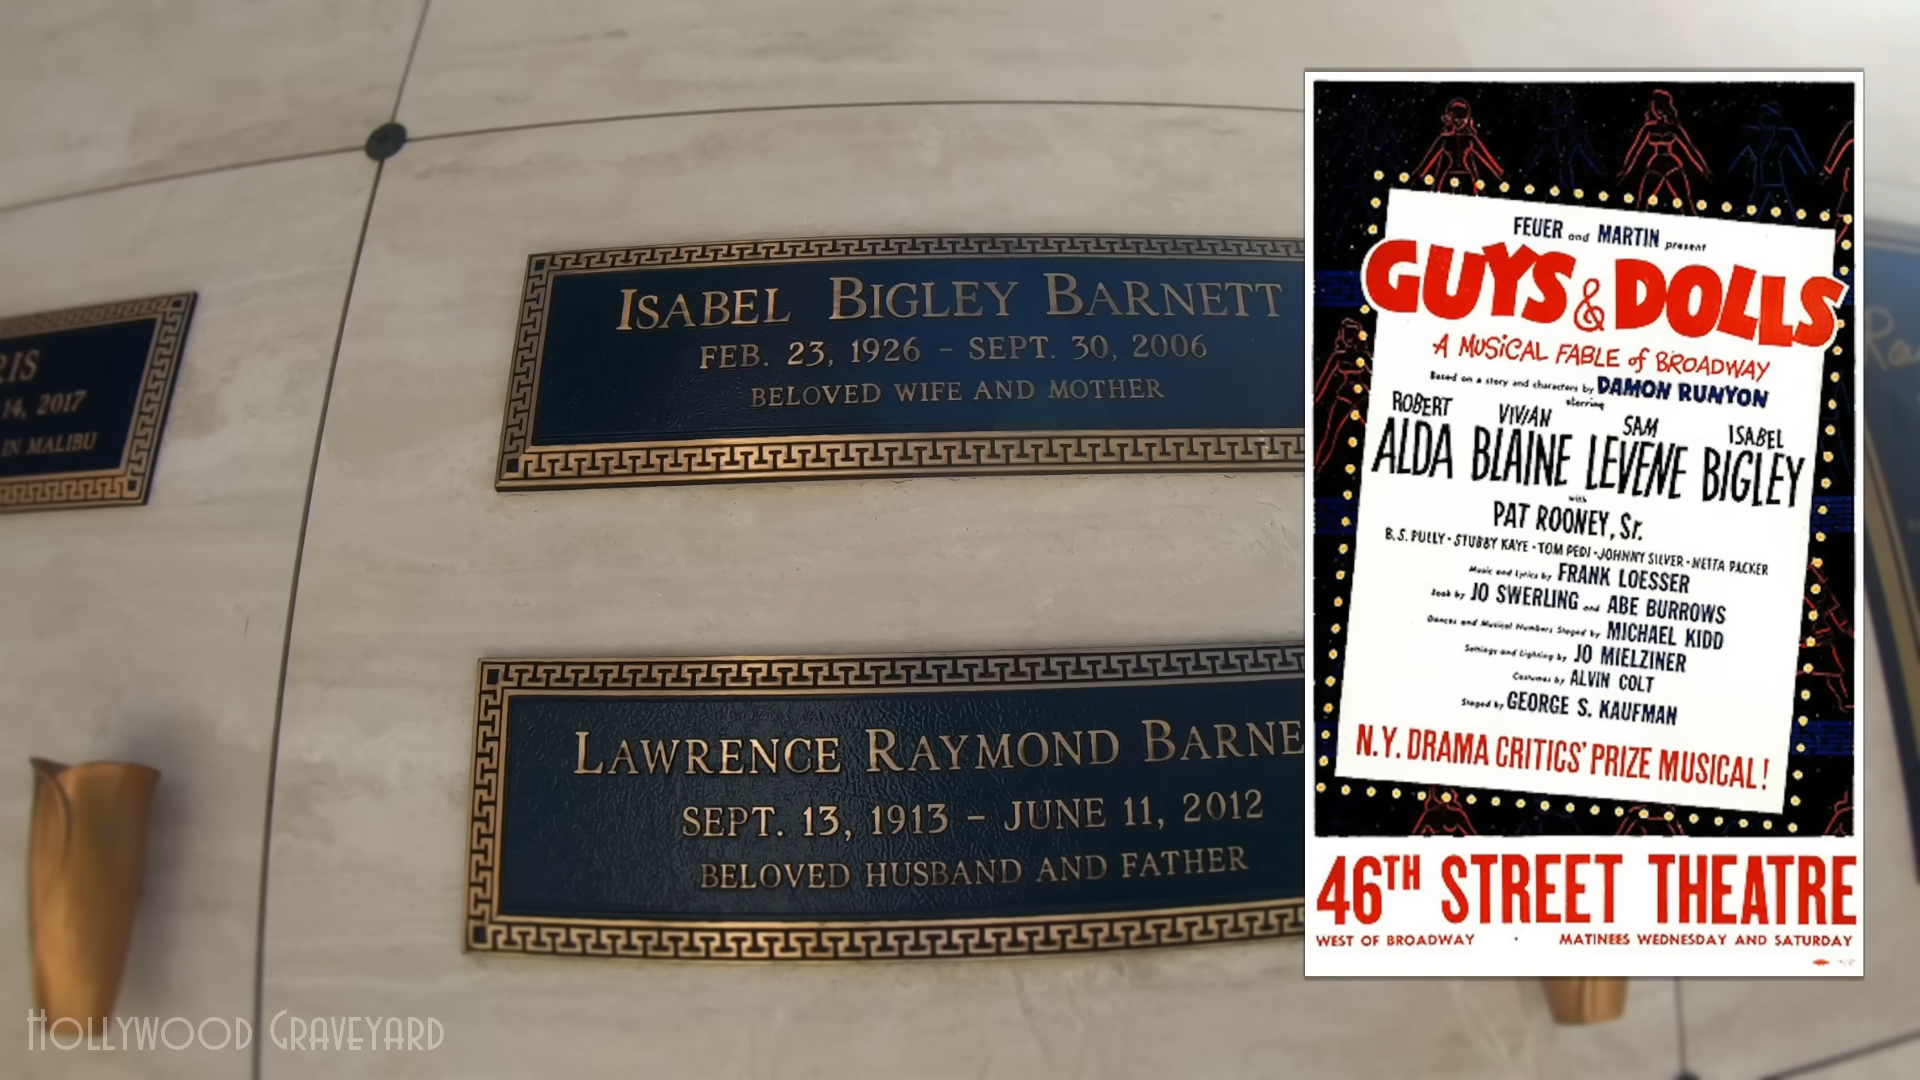 RIS
14, 2017
IN MALIBU
ISABEL BIGLEY BARNETT
FEB. 23, 1926 – SEPT. 30, 2006
BELOVED WIFE AND MOTHER
LAWRENCE RAYMOND BARNE
SEPT. 13, 1913 – JUNE 11, 2012
BELOVED HUSBAND AND FATHER
HOLLYWOOD GRAVEYARD
FEUER and MARTIN present
GUYS & DOLLS
A MUSICAL FABLE of BROADWAY
Based on a story and characters by DAMON RUNYON
starring
ROBERT ALDA VIVIAN BLAINE SAM LEVENE ISABEL BIGLEY
with
PAT ROONEY, Sr.
B.S. PULLY · STUBBY KAYE · TOM PEDI · JOHNNY SILVER · NETTA PACKER
Music and Lyrics by FRANK LOESSER
Book by JO SWERLING and ABE BURROWS
Dances and Musical Numbers Staged by MICHAEL KIDD
Settings and Lighting by JO MIELZINER
Costumes by ALVIN COLT
Staged by GEORGE S. KAUFMAN
N.Y. DRAMA CRITICS' PRIZE MUSICAL!
46TH STREET THEATRE
WEST OF BROADWAY · MATINEES WEDNESDAY AND SATURDAY